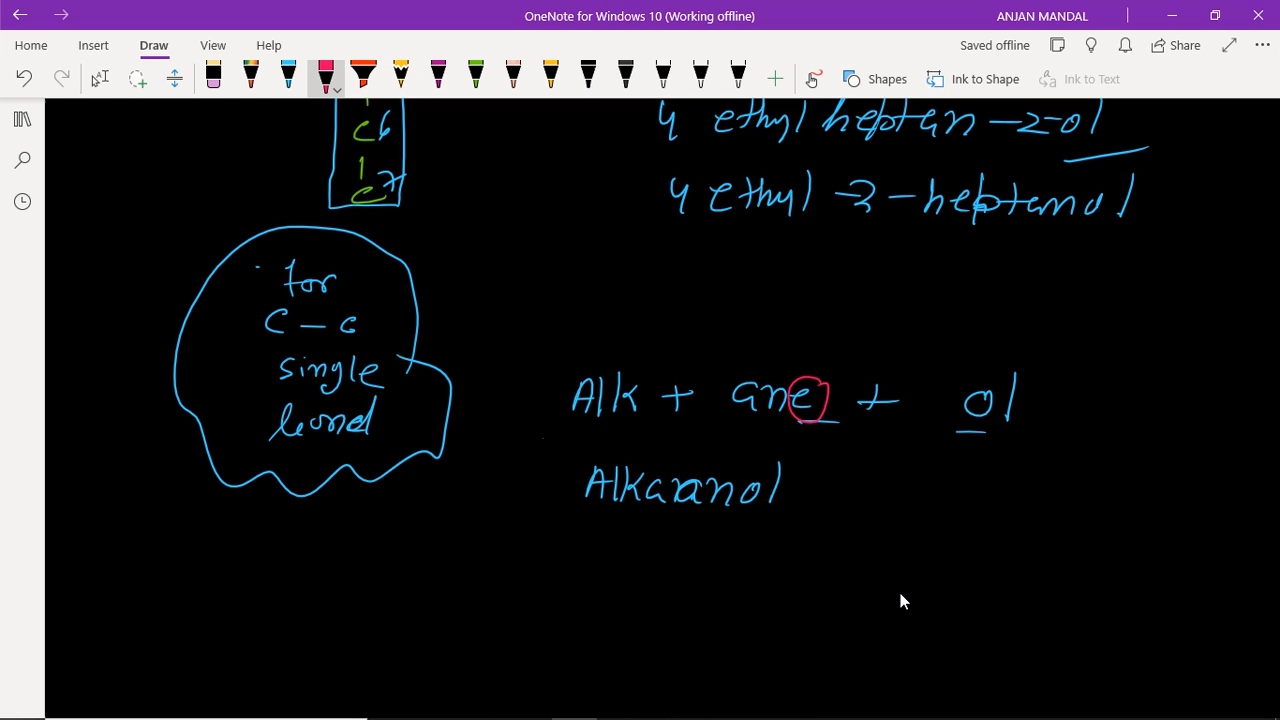 OneNote for Windows 10 (Working offline)
ANJAN MANDAL
Home Insert Draw View Help
Saved offline
Share
Shapes
Ink to Shape
Ink to Text
C6
C7
4 ethyl heptan-2-ol
4 ethyl -2-heptanol
for
C-C
single
bond
Alk + ane + ol
Alkaanol